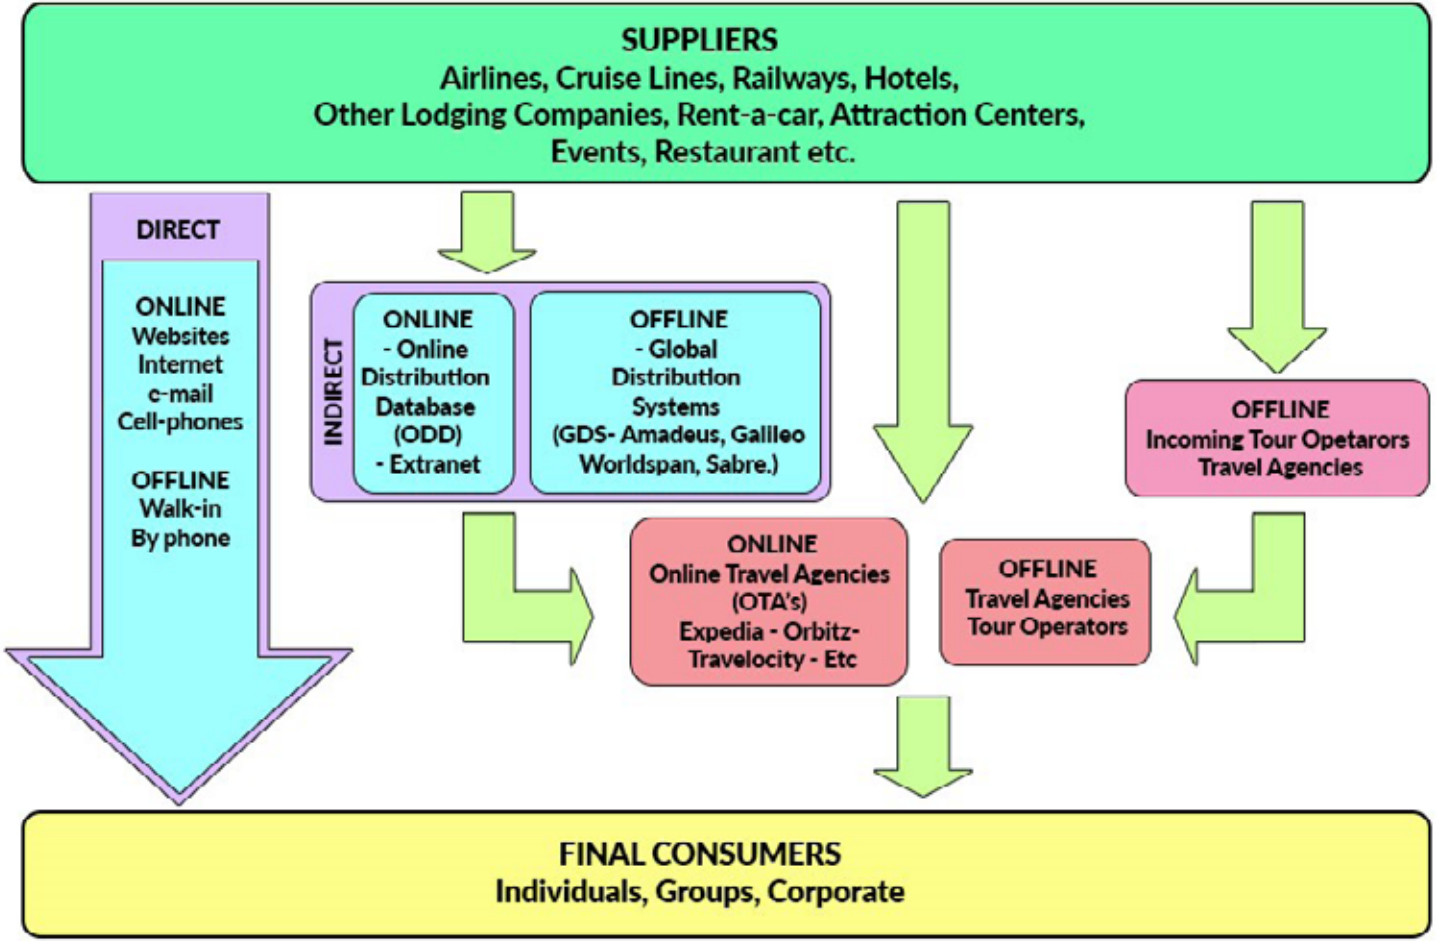 SUPPLIERS
Airlines, Cruise Lines, Railways, Hotels,
Other Lodging Companies, Rent-a-car, Attraction Centers,
Events, Restaurant etc.
DIRECT
ONLINE
Websites
Internet
e-mail
Cell-phones
OFFLINE
Walk-in
By phone
INDIRECT
ONLINE
- Online
Distribution
Database
(ODD)
- Extranet
OFFLINE
- Global
Distribution
Systems
(GDS- Amadeus, Galileo
Worldspan, Sabre.)
OFFLINE
Incoming Tour Opetarors
Travel Agencies
ONLINE
Online Travel Agencies
(OTA's)
Expedia - Orbitz-
Travelocity - Etc
OFFLINE
Travel Agencies
Tour Operators
FINAL CONSUMERS
Individuals, Groups, Corporate